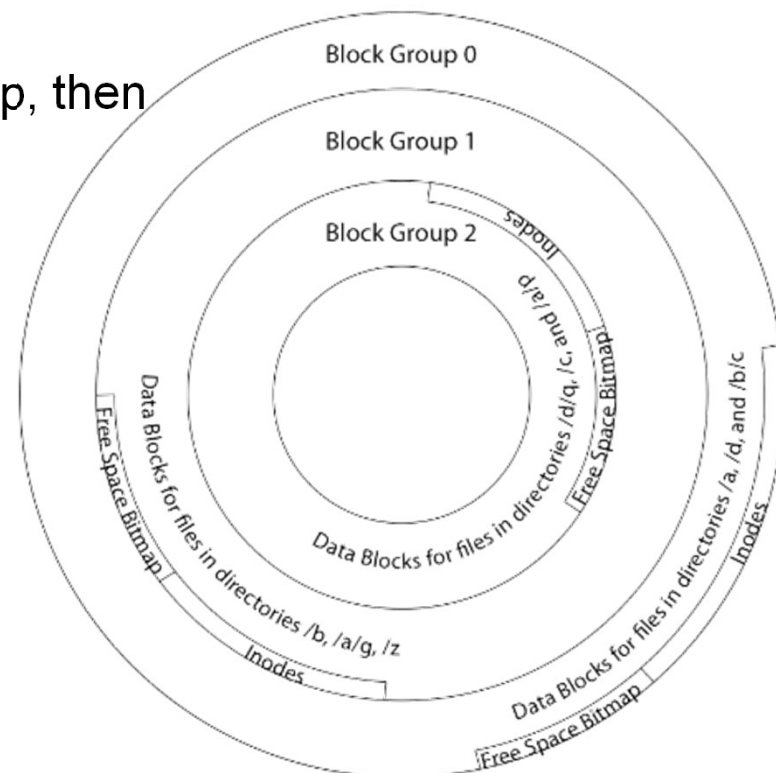 p, then
Block Group 0
Block Group 1
Block Group 2
Inodes
Data Blocks for files in directories /d/q, /c, and /a/p
Free Space Bitmap
Data Blocks for files in directories /b, /a/g, /z
Free Space Bitmap
Inodes
Data Blocks for files in directories /a, /d, and /b/c
Inodes
Free Space Bitmap